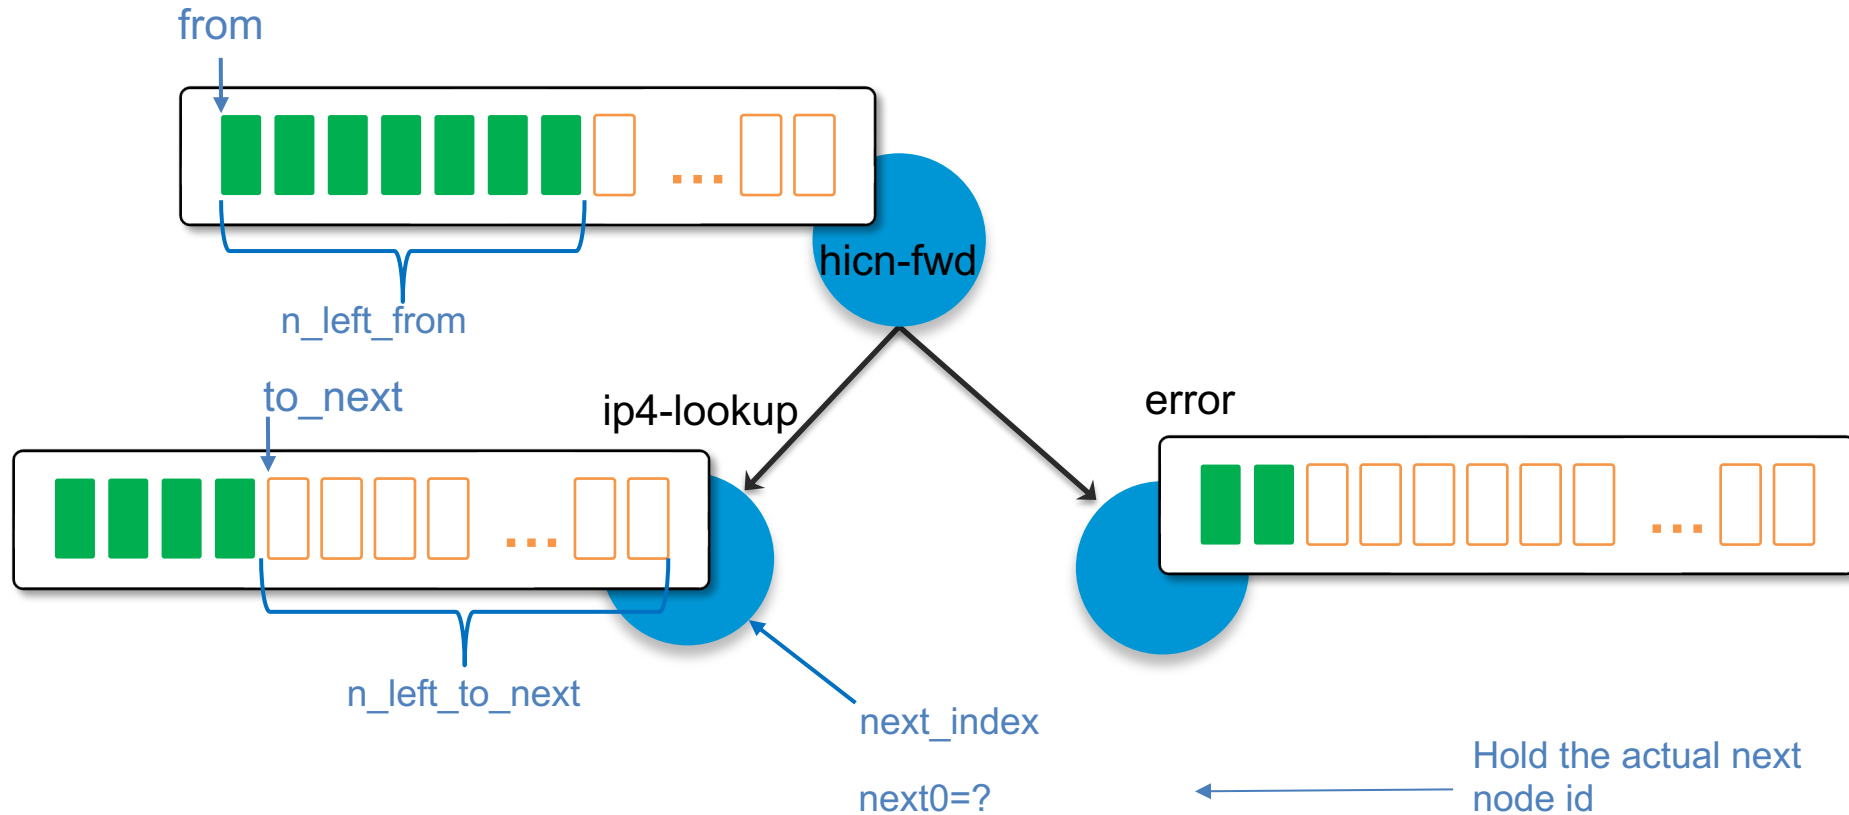 from
hicn-fwd
n_left_from
to_next
ip4-lookup
error
n_left_to_next
next_index
next0=?
Hold the actual next
node id